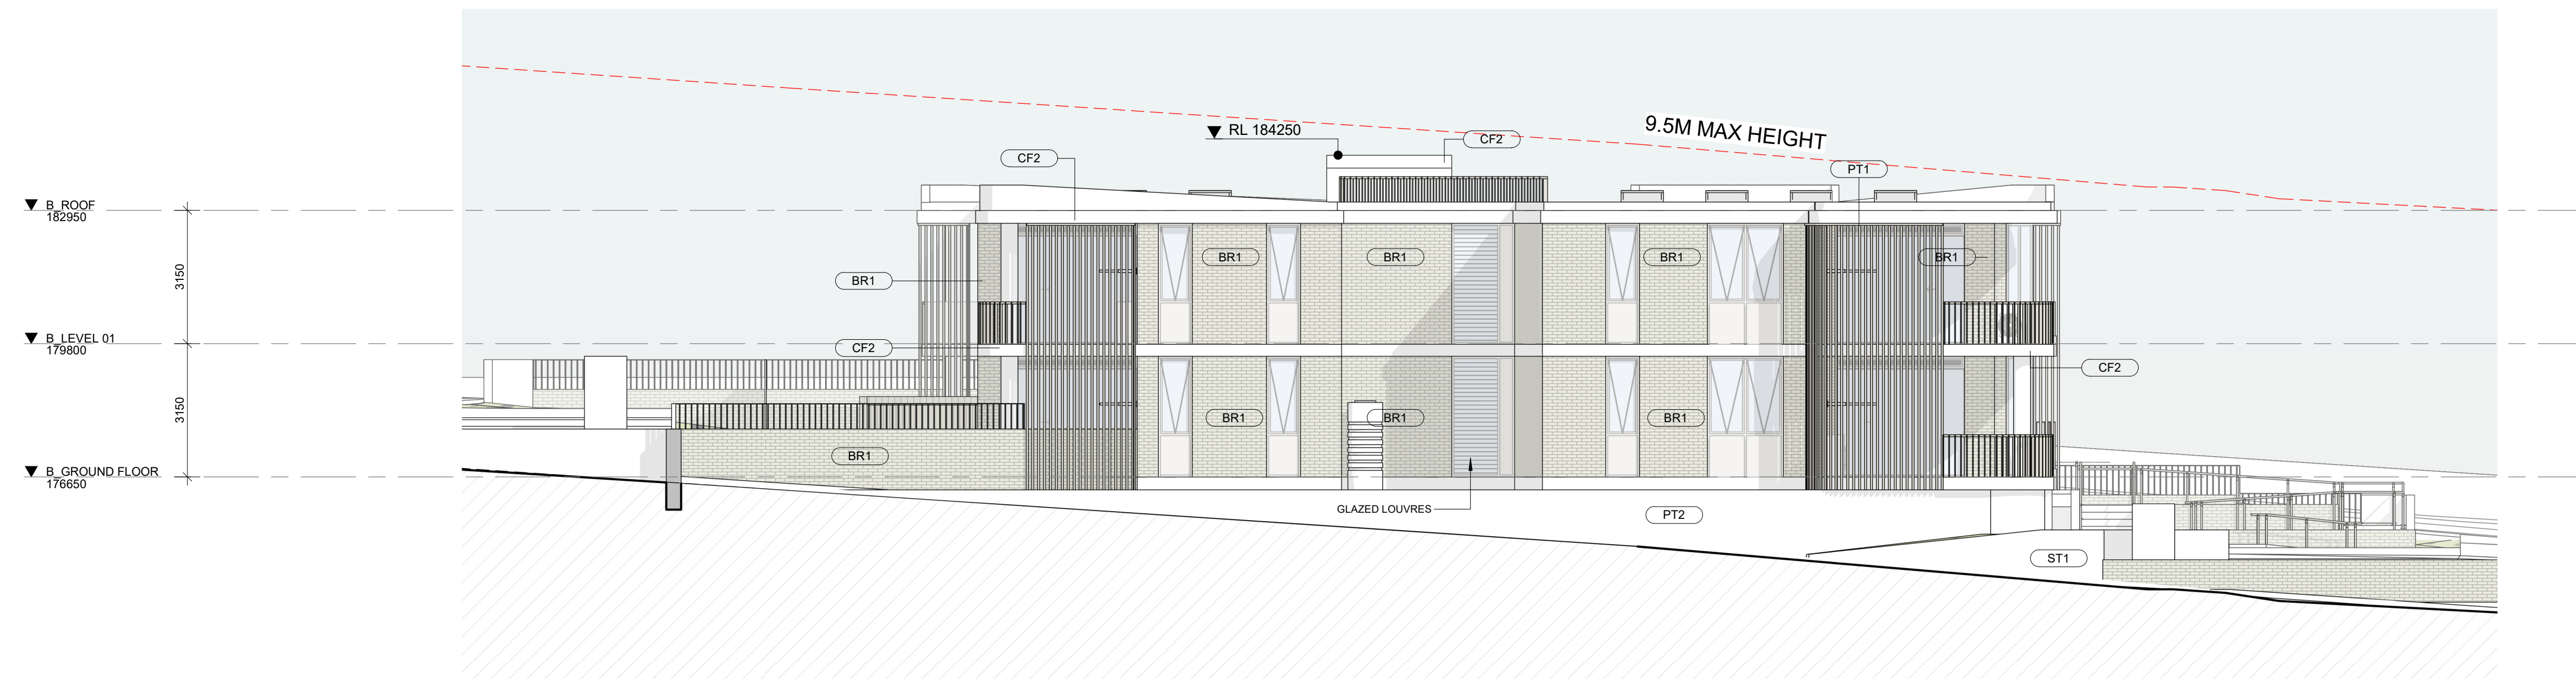 9.5M MAX HEIGHT
RL 184250
CF2
CF2
PT1
B_ROOF
182950
BR1
BR1
BR1
BR1
3150
BR1
B_LEVEL 01
179800
CF2
CF2
3150
BR1
BR1
BR1
BR1
B_GROUND FLOOR
176650
GLAZED LOUVRES
PT2
ST1